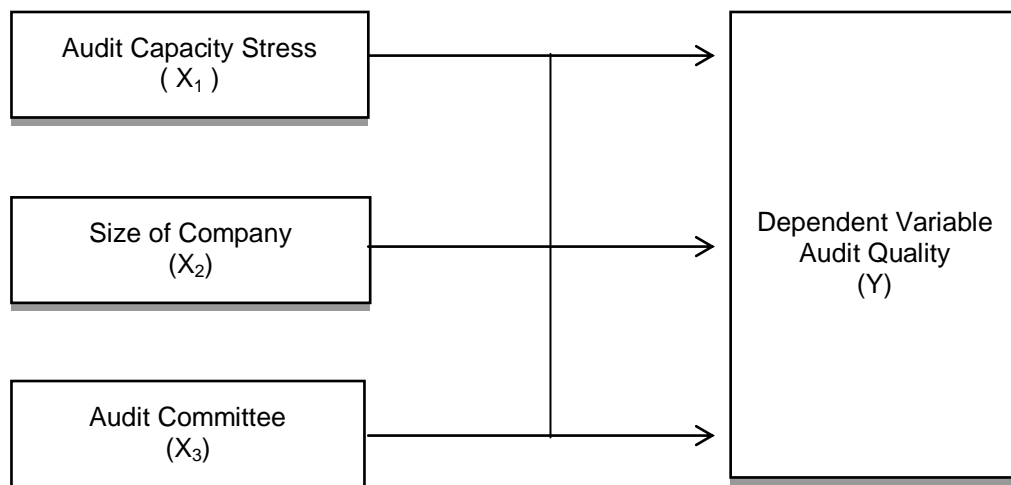 Audit Capacity Stress
( X₁ )
Size of Company
(X₂)
Audit Committee
(X₃)
Dependent Variable
Audit Quality
(Y)